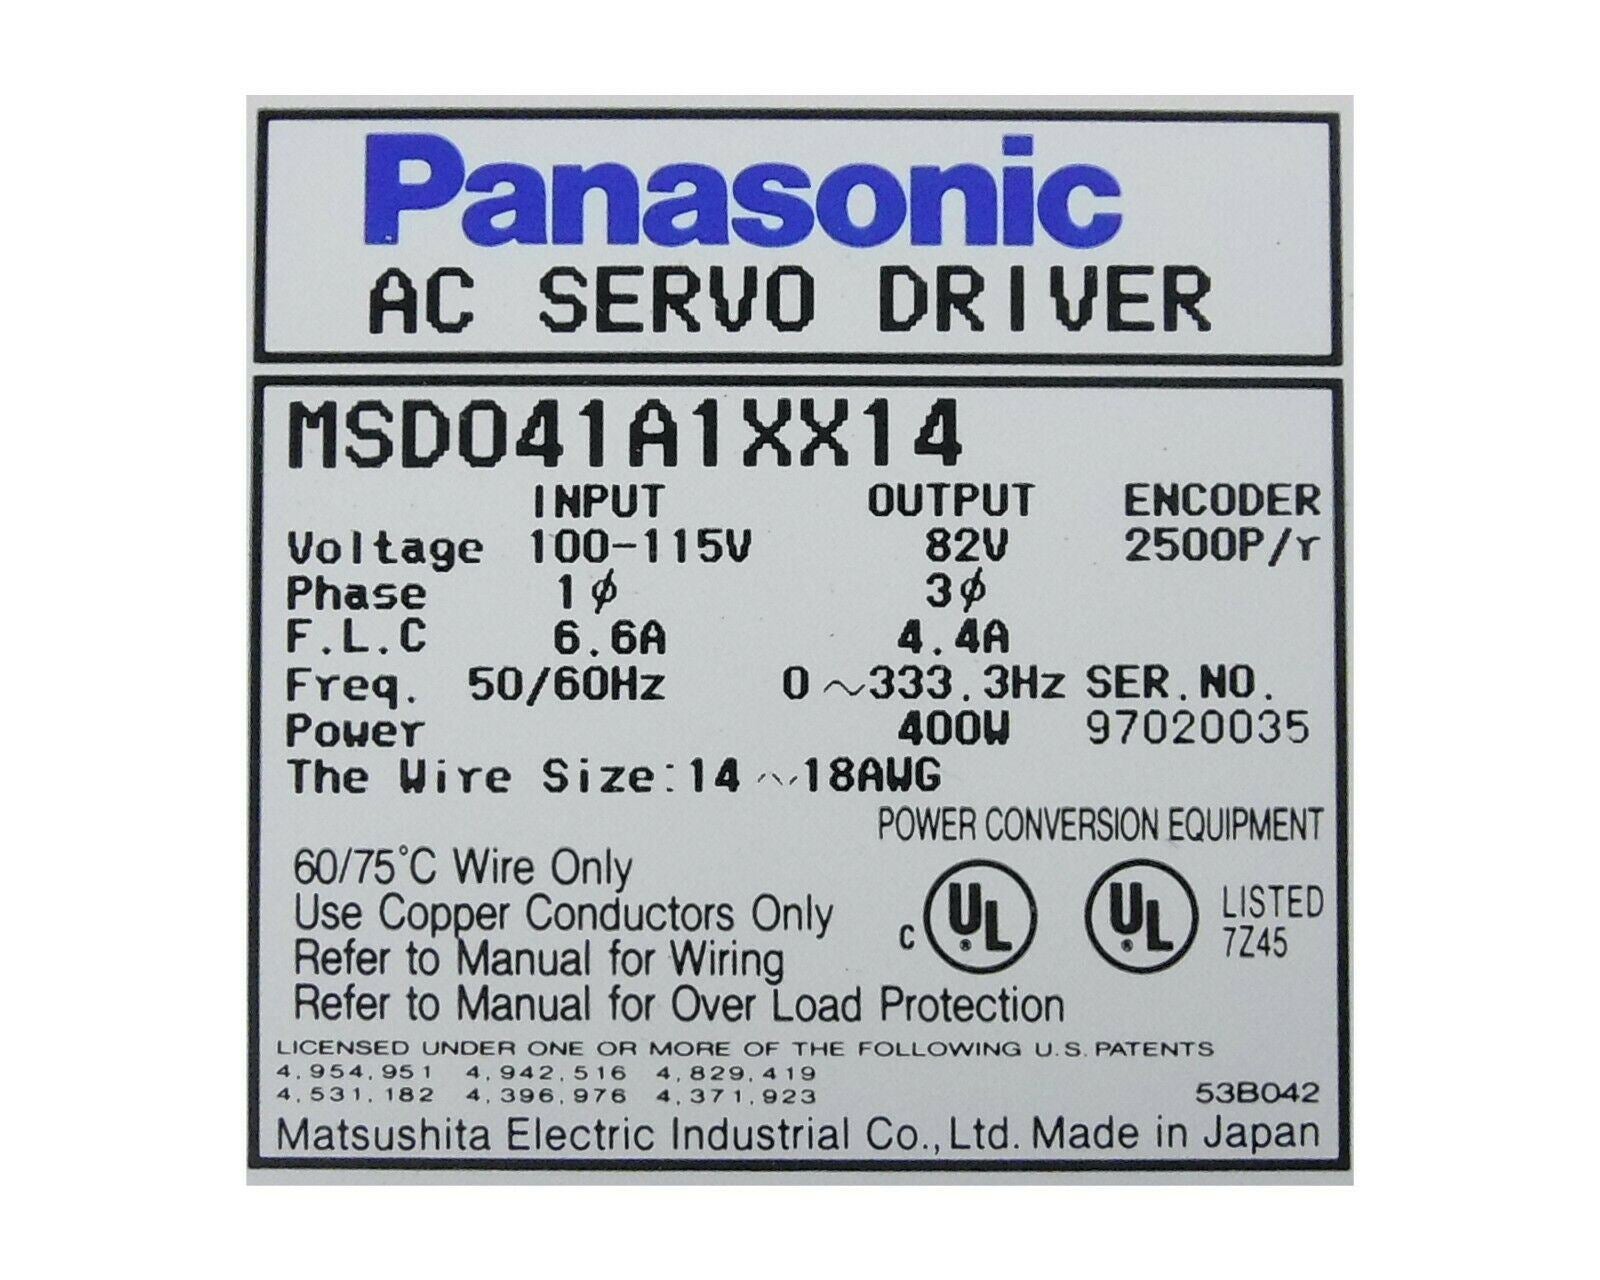 Panasonic
AC SERVO DRIVER
MSD041A1XX14
INPUT OUTPUT ENCODER
Voltage 100-115V 82V 2500P/r
Phase 1ϕ 3ϕ
F.L.C 6.6A 4.4A
Freq. 50/60Hz 0~333.3Hz SER.NO.
Power 400W 97020035
The Wire Size:14~18AWG
POWER CONVERSION EQUIPMENT
60/75°C Wire Only
Use Copper Conductors Only
Refer to Manual for Wiring
Refer to Manual for Over Load Protection
c UL® UL® LISTED
7Z45
LICENSED UNDER ONE OR MORE OF THE FOLLOWING U.S.PATENTS
4,954,951 4,942,516 4,829,419
4,531,182 4,396,976 4,371,923 53B042
Matsushita Electric Industrial Co.,Ltd. Made in Japan